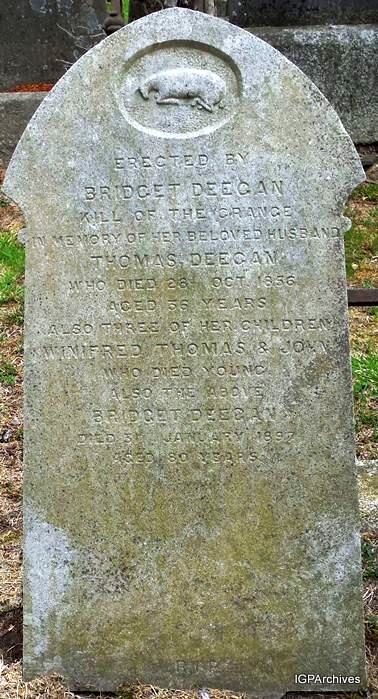 ERECTED BY
BRIDGET DEEGAN
KILL OF THE GRANGE
IN MEMORY OF HER BELOVED HUSBAND
THOMAS DEEGAN
WHO DIED 28 OCT 1856
AGED 56 YEARS
ALSO THREE OF HER CHILDREN
WINIFRED THOMAS & JOHN
WHO DIED YOUNG
ALSO THE ABOVE
BRIDGET DEEGAN
DIED JANUARY 1897
AGED 80 YEARS
R.I.P.
IGPArchives